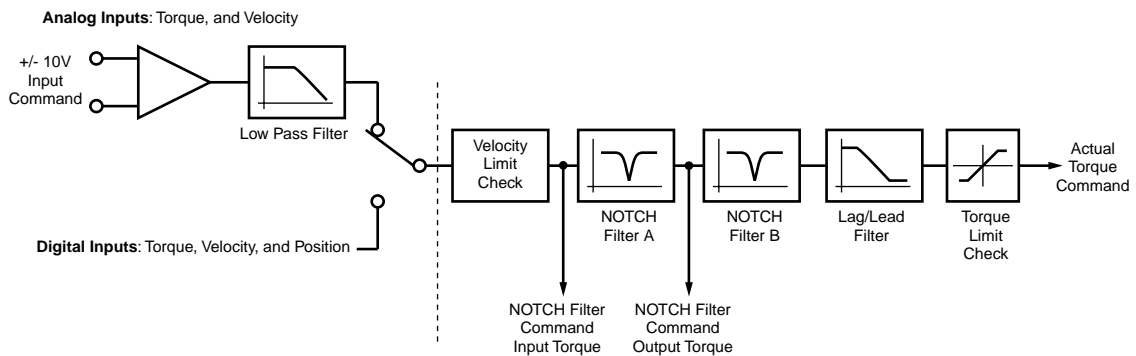 Analog Inputs: Torque, and Velocity
+/- 10V
Input
Command
Low Pass Filter
Digital Inputs: Torque, Velocity, and Position
Velocity
Limit
Check
NOTCH
Filter A
NOTCH
Filter B
Lag/Lead
Filter
Torque
Limit
Check
Actual
Torque
Command
NOTCH Filter
Command
Input Torque
NOTCH Filter
Command
Output Torque